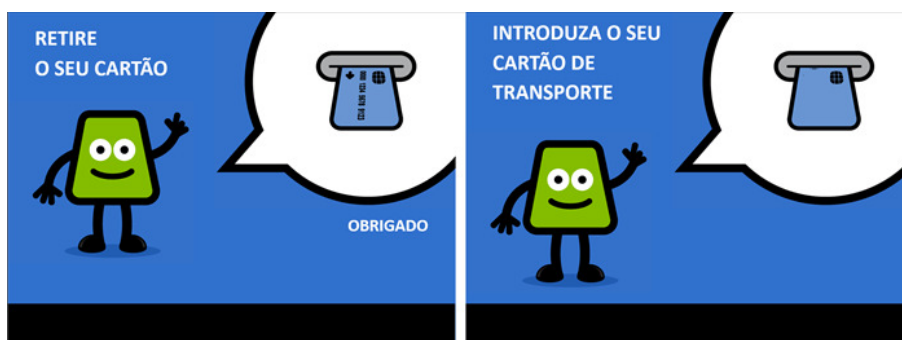 RETIRE
O SEU CARTÃO
OBRIGADO
INTRODUZA O SEU
CARTÃO DE
TRANSPORTE